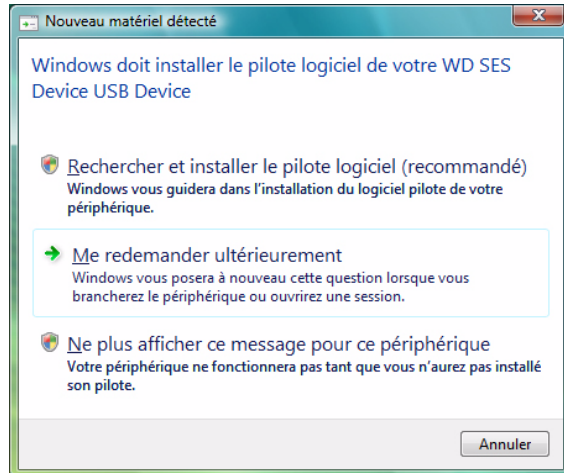 Nouveau matériel détecté
Windows doit installer le pilote logiciel de votre WD SES
Device USB Device
Rechercher et installer le pilote logiciel (recommandé)
Windows vous guidera dans l'installation du logiciel pilote de votre
périphérique.
Me redemander ultérieurement
Windows vous posera à nouveau cette question lorsque vous
brancherez le périphérique ou ouvrirez une session.
Ne plus afficher ce message pour ce périphérique
Votre périphérique ne fonctionnera pas tant que vous n'aurez pas installé
son pilote.
Annuler